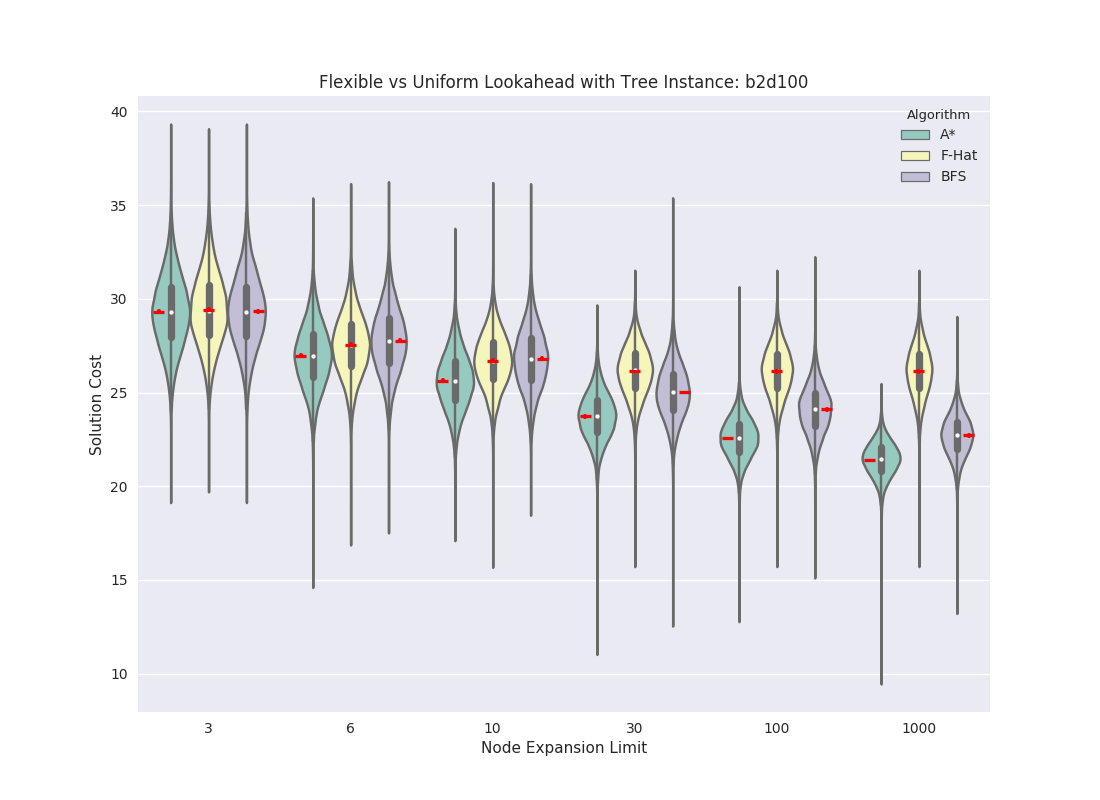 Flexible vs Uniform Lookahead with Tree Instance: b2d100
Algorithm
A*
F-Hat
BFS
Solution Cost
40
35
30
25
20
15
10
3 6 10 30 100 1000
Node Expansion Limit